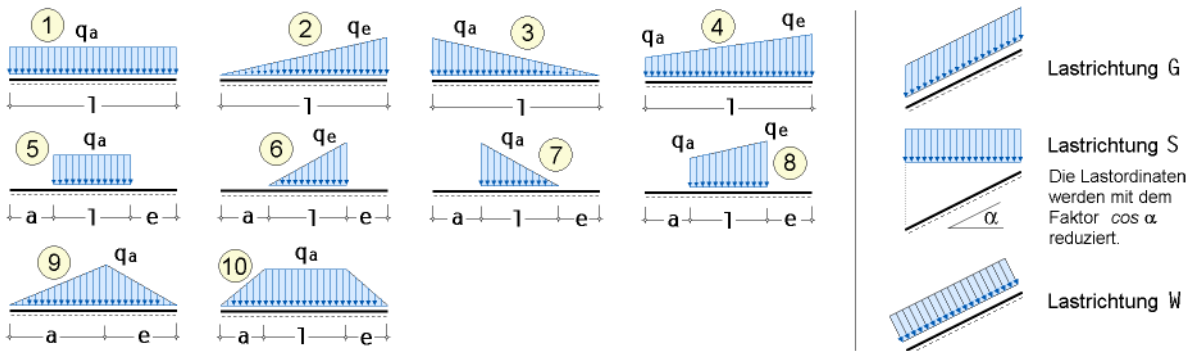 1 qa
l
2 qe
l
qa 3
l
qa 4 qe
l
5 qa
a l e
6 qe
a l e
qa 7
a l e
qa qe 8
a l e
9 qa
a e
10 qa
a l e
Lastrichtung G
Lastrichtung S
Die Lastordinaten
werden mit dem
Faktor cos α
reduziert.
α
Lastrichtung W